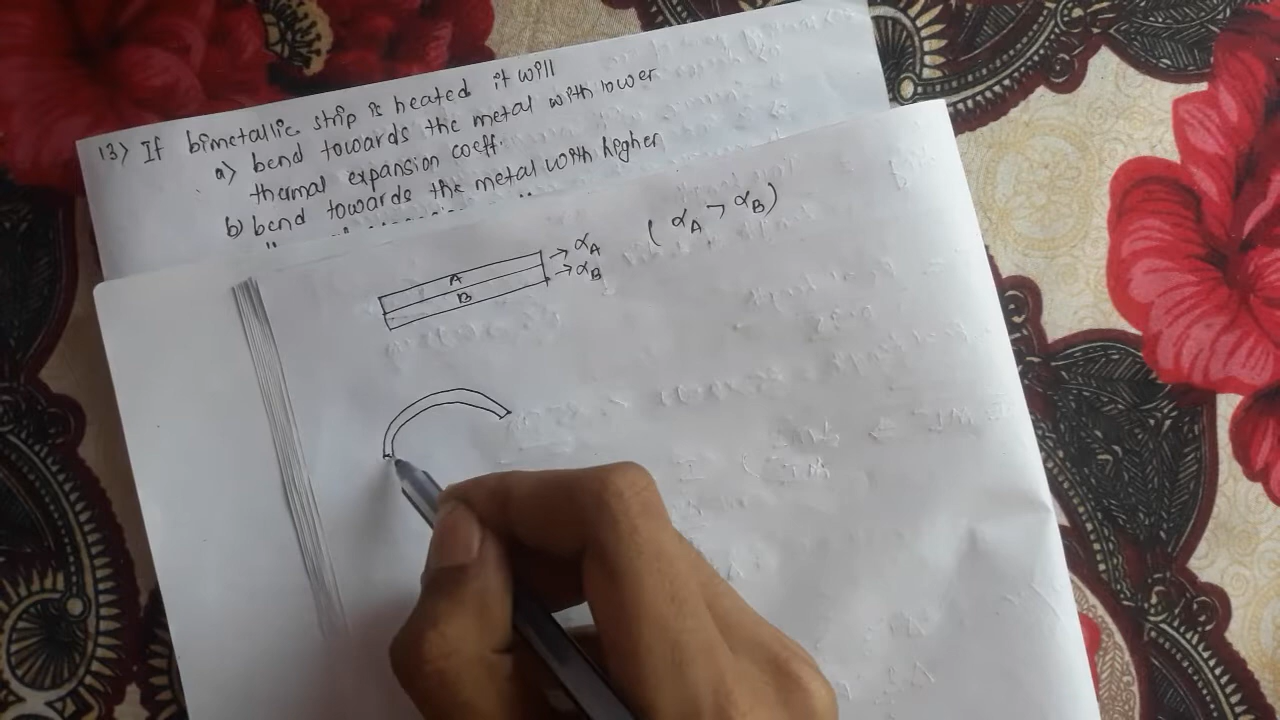 13) If bimetallic strip is heated it will
a) bend towards the metal with lower
thermal expansion coeff.
b) bend towards the metal with higher
A → αA (αA > αB)
B → αB